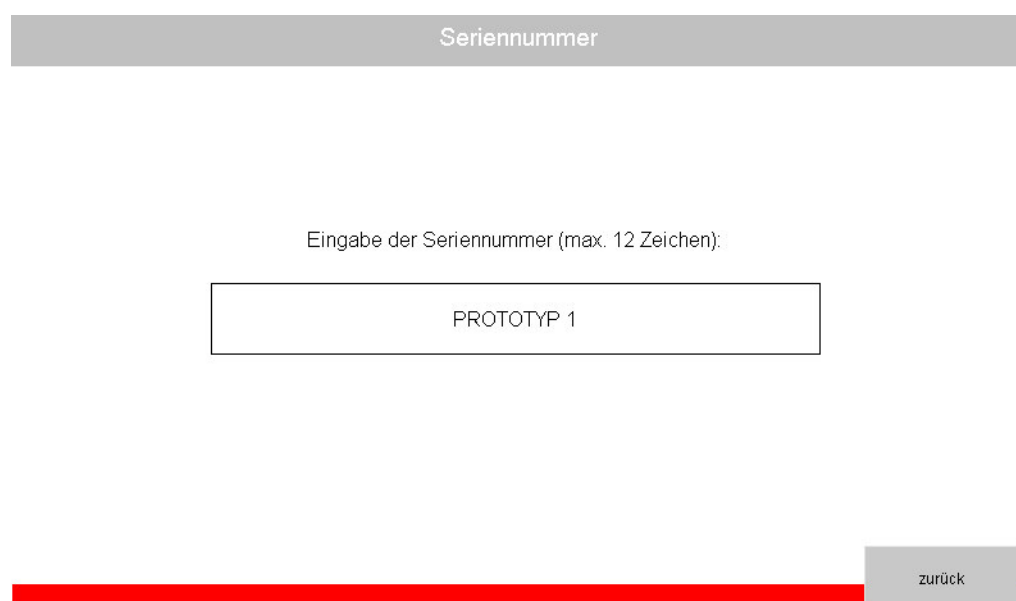 Seriennummer
Eingabe der Seriennummer (max. 12 Zeichen):
PROTOTYP 1
zurück